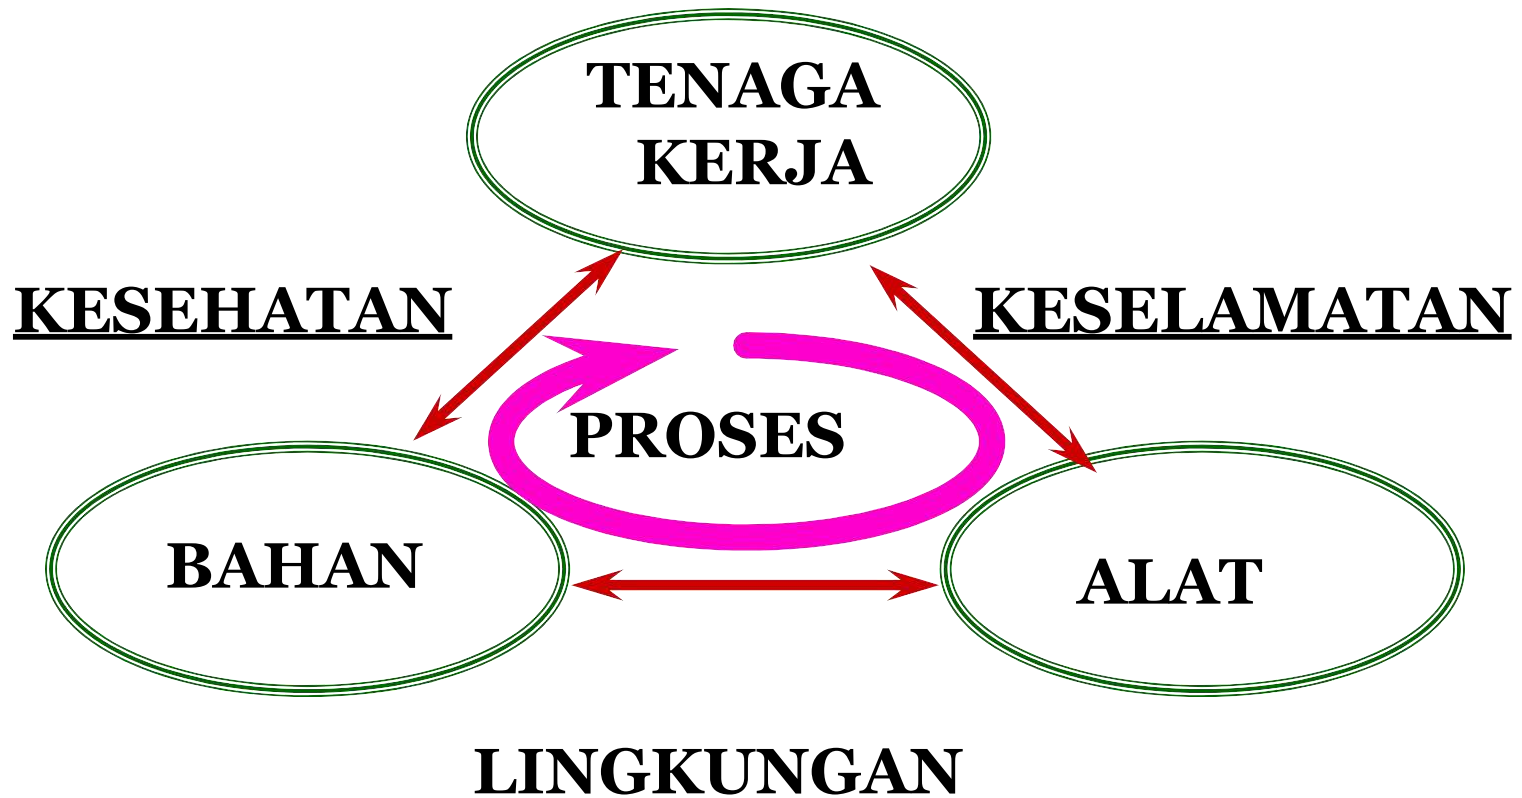 TENAGA
KERJA
KESEHATAN
KESELAMATAN
PROSES
BAHAN
ALAT
LINGKUNGAN